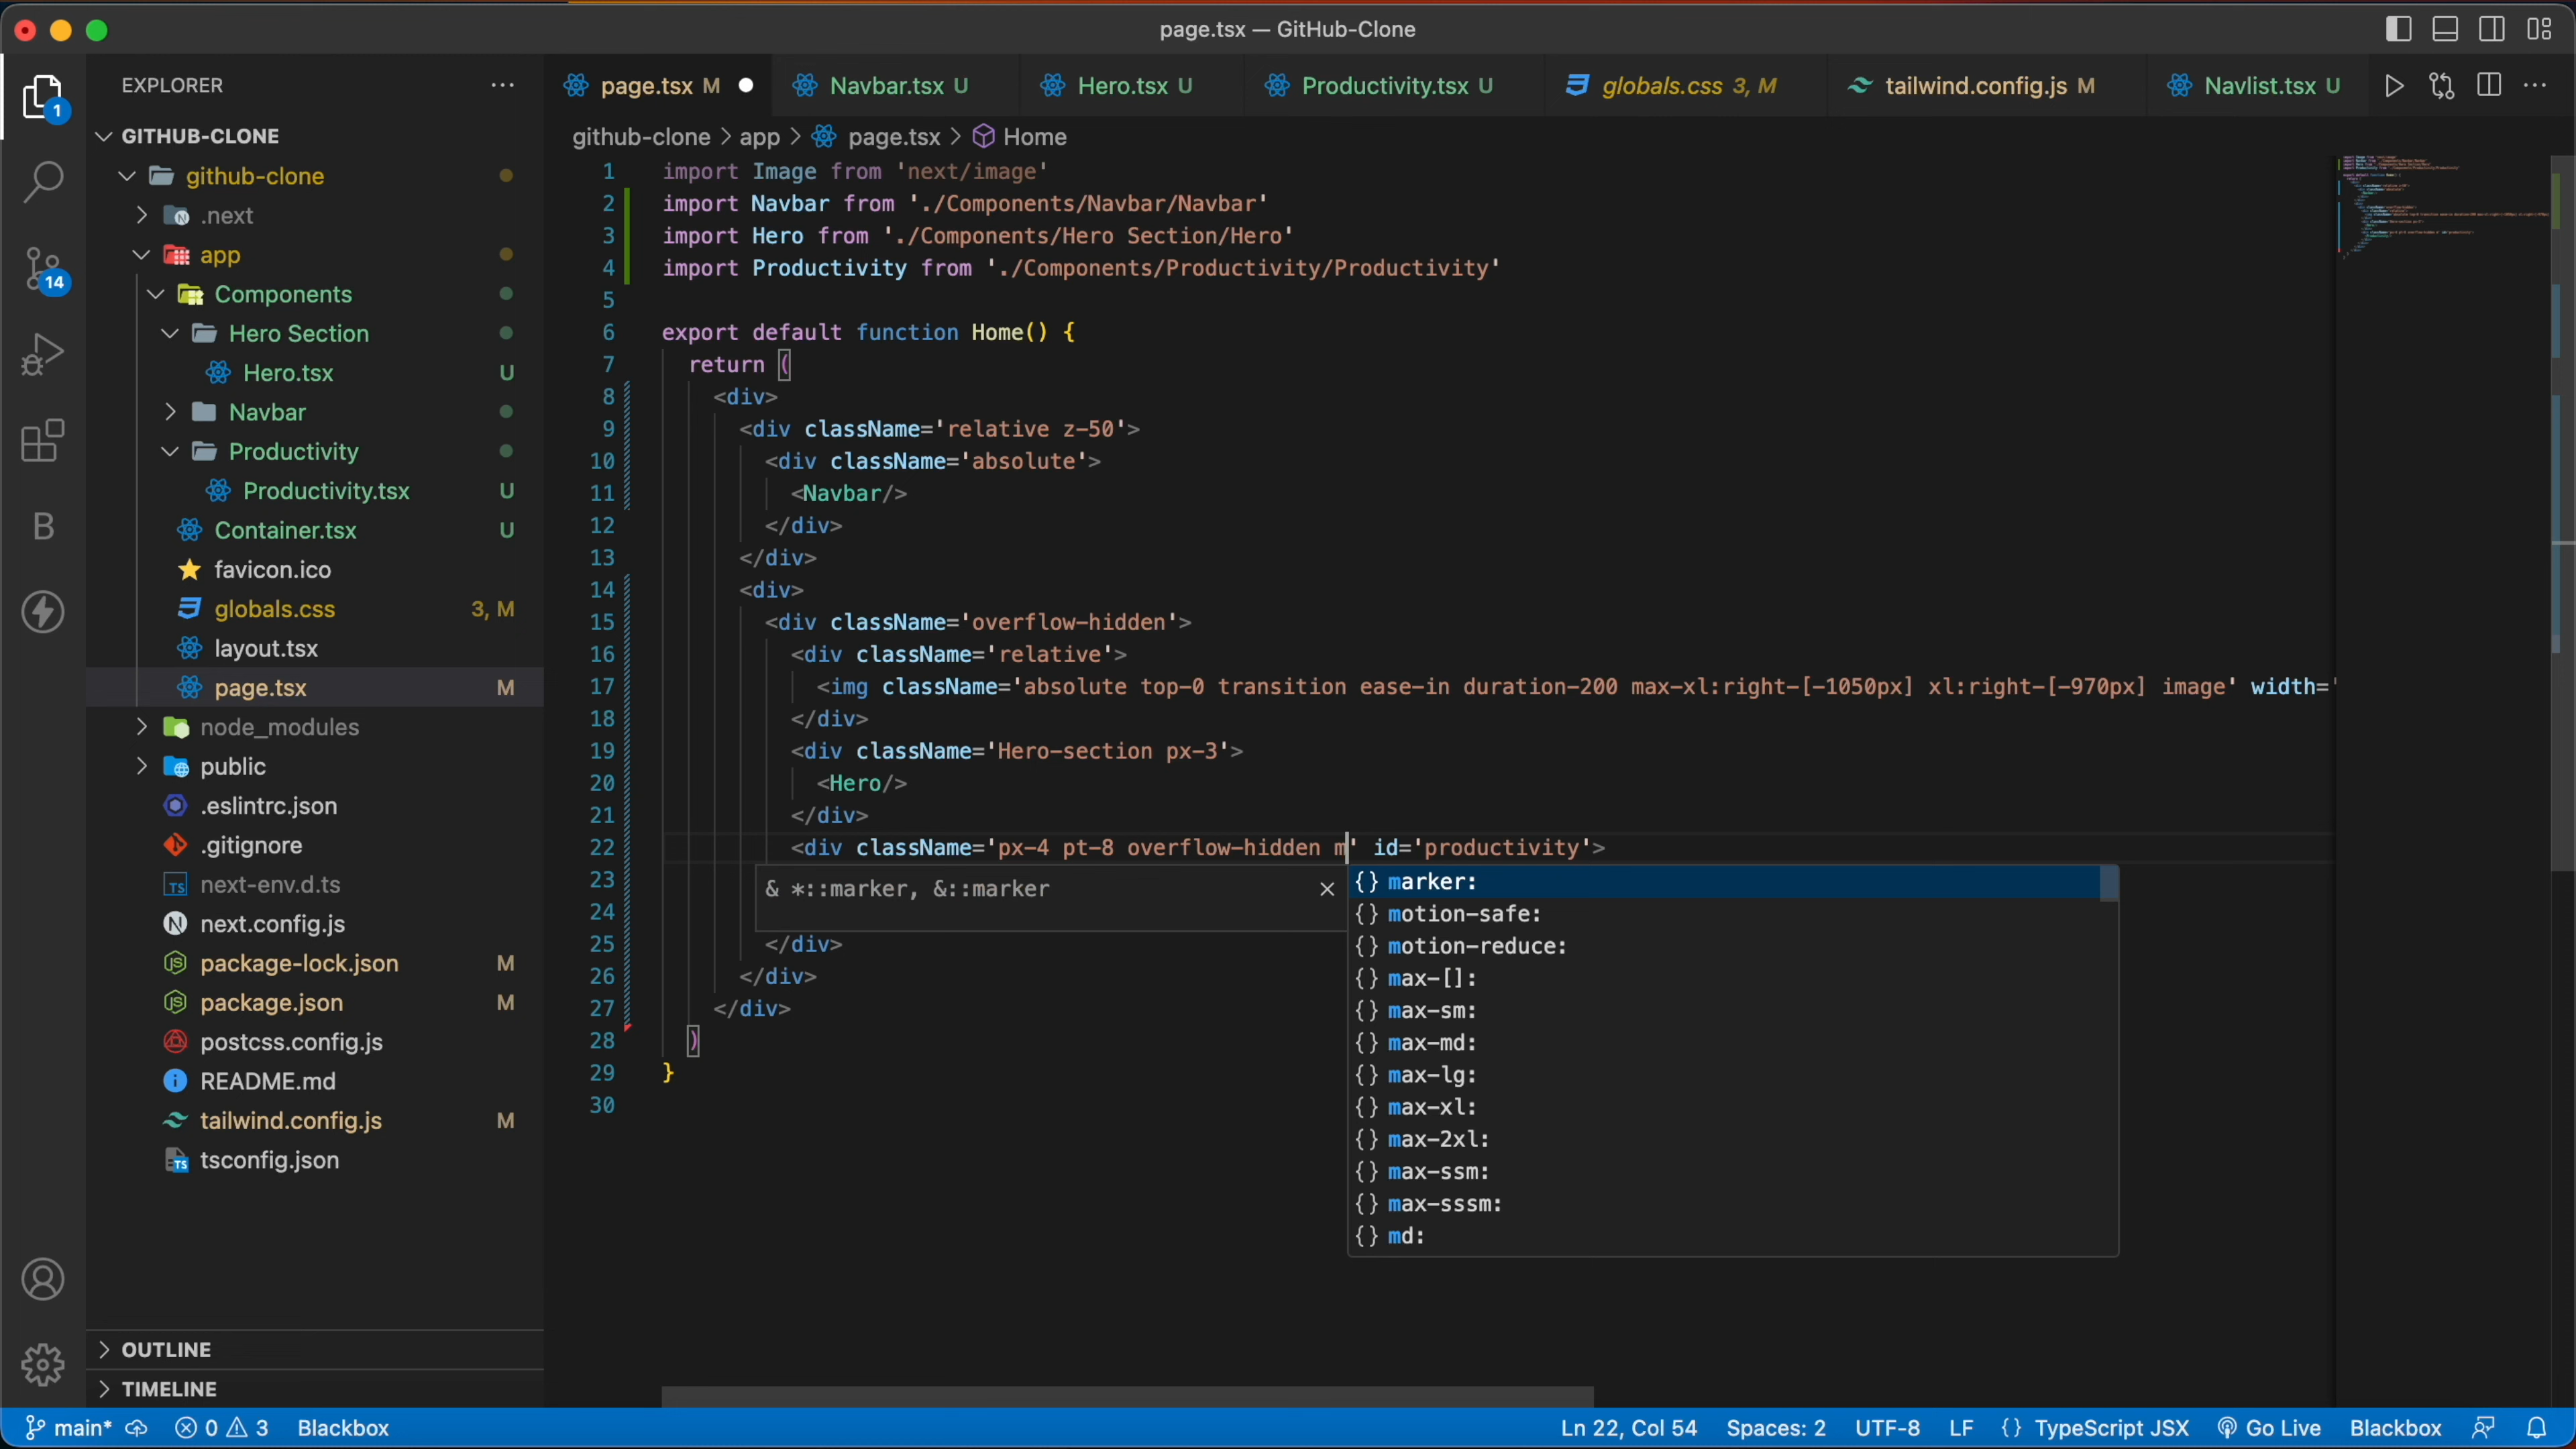 page.tsx — GitHub-Clone
EXPLORER
page.tsx M
Navbar.tsx U
Hero.tsx U
Productivity.tsx U
globals.css 3, M
tailwind.config.js M
Navlist.tsx U
1
14
B
GITHUB-CLONE
github-clone
.next
app
Components
Hero Section
Hero.tsx U
Navbar
Productivity
Productivity.tsx U
Container.tsx U
favicon.ico
globals.css 3, M
layout.tsx
page.tsx M
node_modules
public
.eslintrc.json
.gitignore
next-env.d.ts
next.config.js
package-lock.json M
package.json M
postcss.config.js
README.md
tailwind.config.js M
tsconfig.json
OUTLINE
TIMELINE
github-clone > app > page.tsx > Home
1 import Image from 'next/image'
2 import Navbar from './Components/Navbar/Navbar'
3 import Hero from './Components/Hero Section/Hero'
4 import Productivity from './Components/Productivity/Productivity'
5
6 export default function Home() {
7 return (
8 <div>
9 <div className='relative z-50'>
10 <div className='absolute'>
11 <Navbar/>
12 </div>
13 </div>
14 <div>
15 <div className='overflow-hidden'>
16 <div className='relative'>
17 <img className='absolute top-0 transition ease-in duration-200 max-xl:right-[-1050px] xl:right-[-970px] image' width='
18 </div>
19 <div className='Hero-section px-3'>
20 <Hero/>
21 </div>
22 <div className='px-4 pt-8 overflow-hidden m' id='productivity'>
23
24
25 </div>
26 </div>
27 </div>
28 )
29 }
30
& *::marker, &::marker
{} marker:
{} motion-safe:
{} motion-reduce:
{} max-[]:
{} max-sm:
{} max-md:
{} max-lg:
{} max-xl:
{} max-2xl:
{} max-ssm:
{} max-sssm:
{} md:
main* 0 3 Blackbox
Ln 22, Col 54 Spaces: 2 UTF-8 LF {} TypeScript JSX Go Live Blackbox